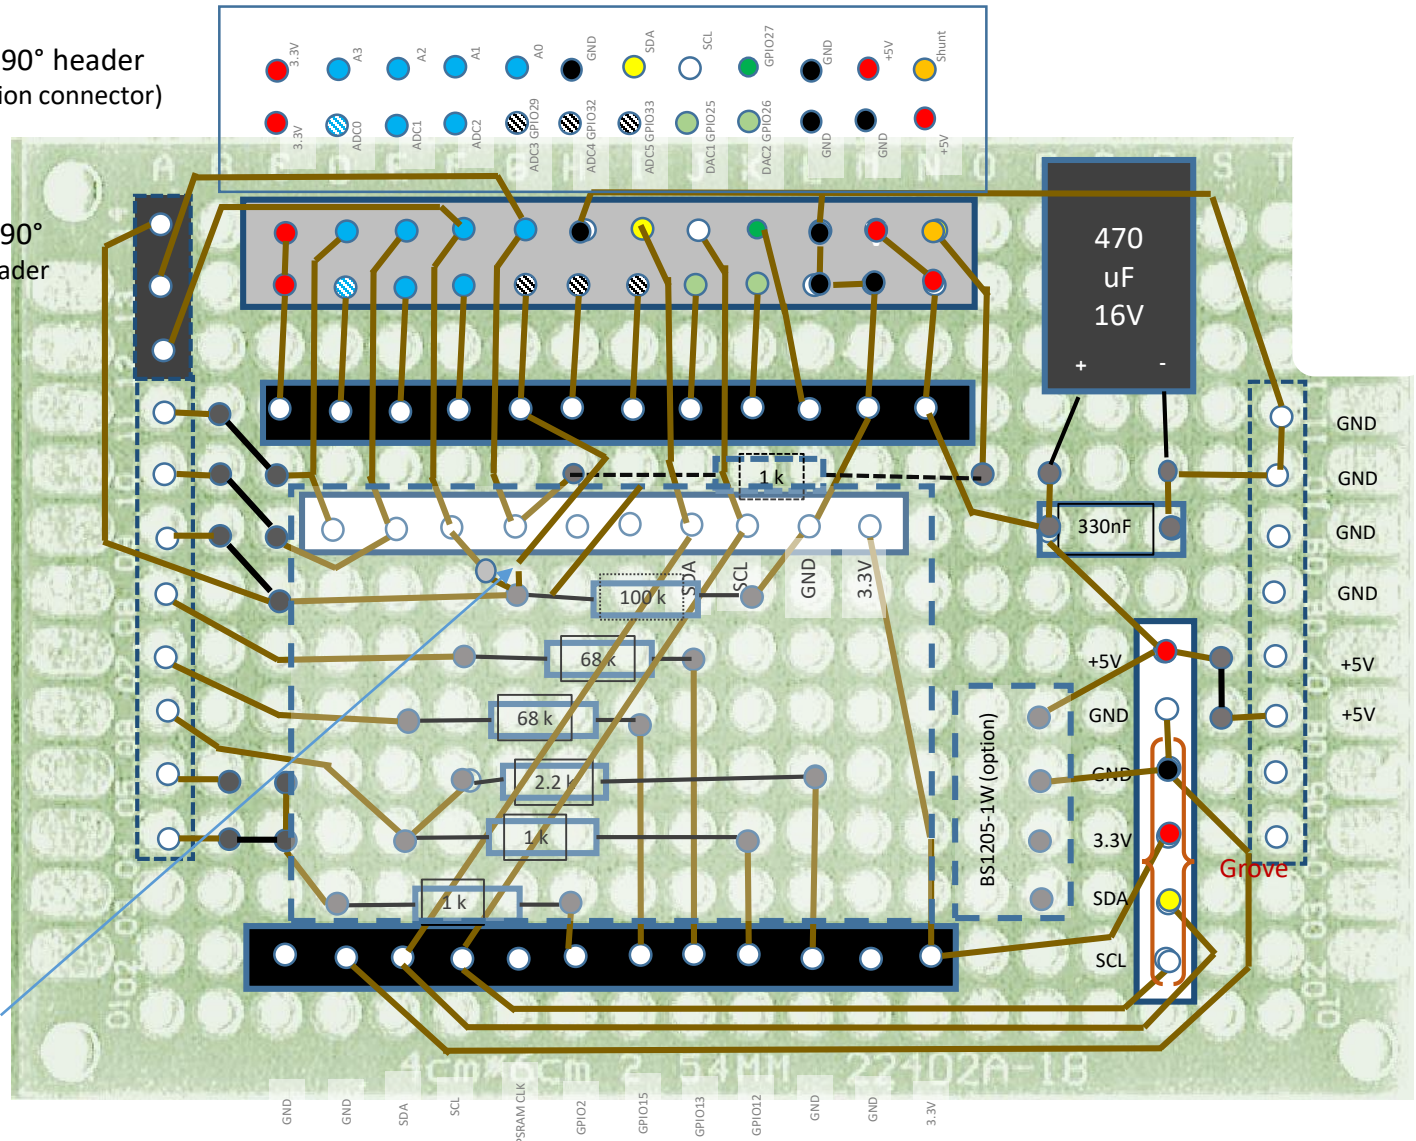 90° header
ion connector)
90°
ader
3.3V
A3
A2
A1
A0
GND
SDA
SCL
GPIO27
GND
+5V
Shunt
3.3V
ADC0
ADC1
ADC2
ADC3 GPIO29
ADC4 GPIO32
ADC5 GPIO33
DAC1 GPIO25
DAC2 GPIO26
GND
GND
+5V
470
uF
16V
+ -
1 k
330nF
SDA
SCL
GND
3.3V
100 k
68 k
68 k
2.2 k
1 k
1 k
BS1205-1W (option)
+5V
GND
GND
3.3V
SDA
SCL
Grove
GND
GND
GND
GND
+5V
+5V
4cm*6cm 2 54MM 22402A-18
GND
GND
SDA
SCL
PSRAM CLK
GPIO2
GPIO15
GPIO13
GPIO12
GND
GND
3.3V